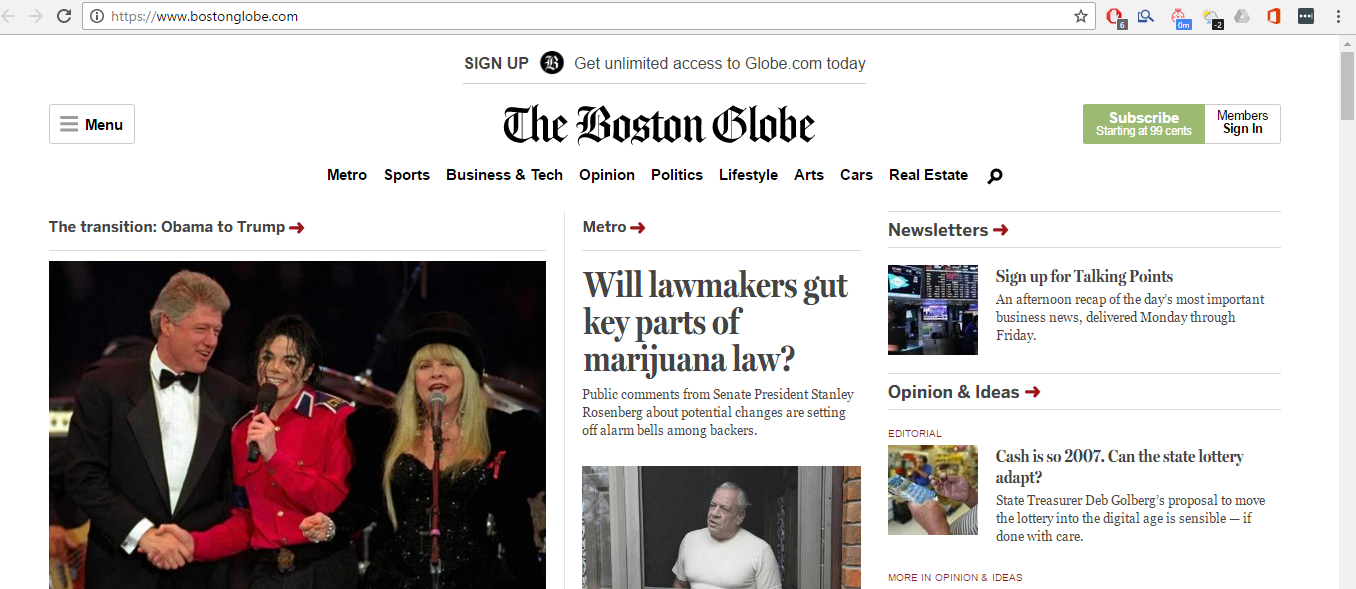 https://www.bostonglobe.com
6
0m
-2
SIGN UP B Get unlimited access to Globe.com today
Menu
The Boston Globe
Subscribe
Starting at 99 cents
Members
Sign In
Metro Sports Business & Tech Opinion Politics Lifestyle Arts Cars Real Estate
The transition: Obama to Trump
Metro
Will lawmakers gut
key parts of
marijuana law?
Public comments from Senate President Stanley
Rosenberg about potential changes are setting
off alarm bells among backers.
Newsletters
Sign up for Talking Points
An afternoon recap of the day's most important
business news, delivered Monday through
Friday.
Opinion & Ideas
EDITORIAL
Cash is so 2007. Can the state lottery
adapt?
State Treasurer Deb Golberg's proposal to move
the lottery into the digital age is sensible — if
done with care.
MORE IN OPINION & IDEAS